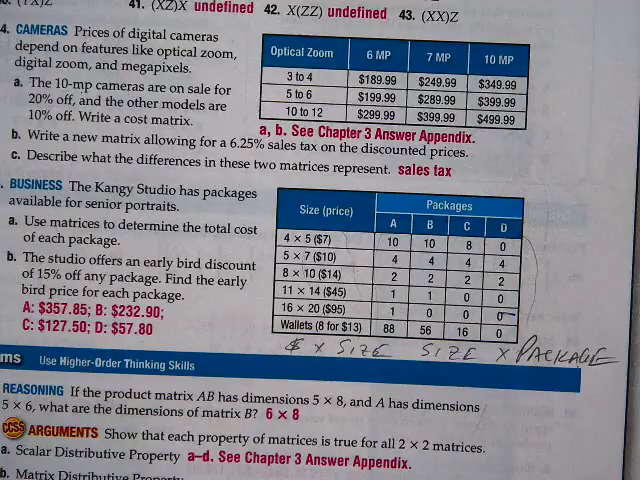 41. (XZ)X undefined 42. X(ZZ) undefined 43. (XX)Z
4. CAMERAS Prices of digital cameras
depend on features like optical zoom,
digital zoom, and megapixels.
a. The 10-mp cameras are on sale for
20% off, and the other models are
10% off. Write a cost matrix.
Optical Zoom 6 MP 7 MP 10 MP
3 to 4 $189.99 $249.99 $349.99
5 to 6 $199.99 $289.99 $399.99
10 to 12 $299.99 $399.99 $499.99
a, b. See Chapter 3 Answer Appendix.
b. Write a new matrix allowing for a 6.25% sales tax on the discounted prices.
c. Describe what the differences in these two matrices represent. sales tax
. BUSINESS The Kangy Studio has packages
available for senior portraits.
a. Use matrices to determine the total cost
of each package.
b. The studio offers an early bird discount
of 15% off any package. Find the early
bird price for each package.
A: $357.85; B: $232.90;
C: $127.50; D: $57.80
Size (price) Packages
A B C D
4 × 5 ($7) 10 10 8 0
5 × 7 ($10) 4 4 4 4
8 × 10 ($14) 2 2 2 2
11 × 14 ($45) 1 1 0 0
16 × 20 ($95) 1 0 0 0
Wallets (8 for $13) 88 56 16 0
$ x SIZE SIZE x PACKAGE
ms Use Higher-Order Thinking Skills
REASONING If the product matrix AB has dimensions 5 × 8, and A has dimensions
5 × 6, what are the dimensions of matrix B? 6 × 8
CCSS ARGUMENTS Show that each property of matrices is true for all 2 × 2 matrices.
a. Scalar Distributive Property a–d. See Chapter 3 Answer Appendix.
b. Matrix Distributive Property